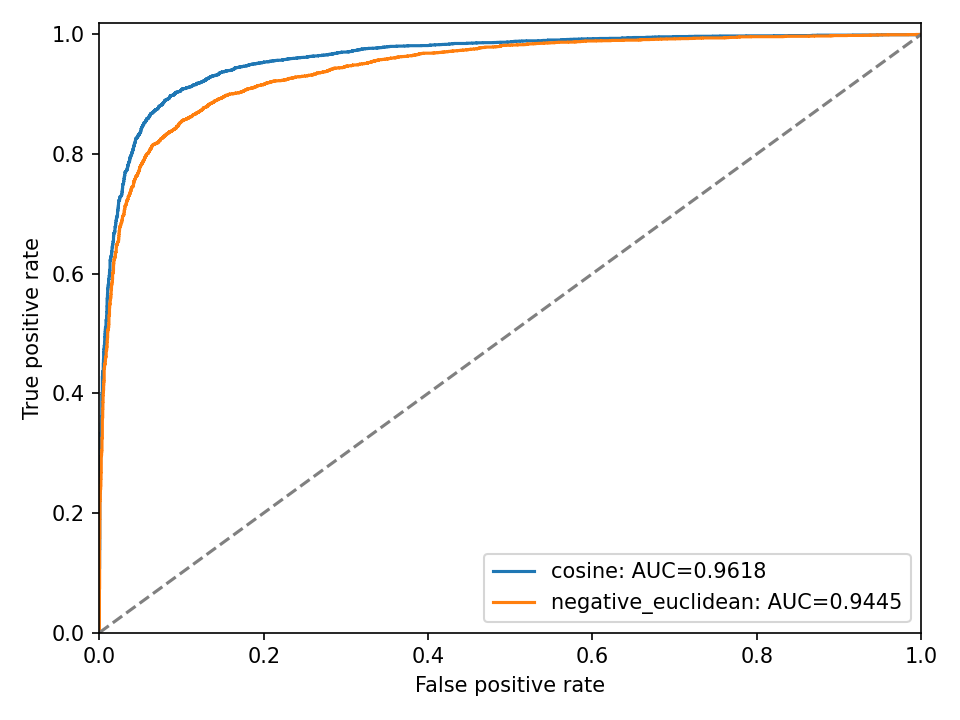 1.0
0.8
0.6
0.4
0.2
0.0
True positive rate
cosine: AUC=0.9618
negative_euclidean: AUC=0.9445
0.0 0.2 0.4 0.6 0.8 1.0
False positive rate